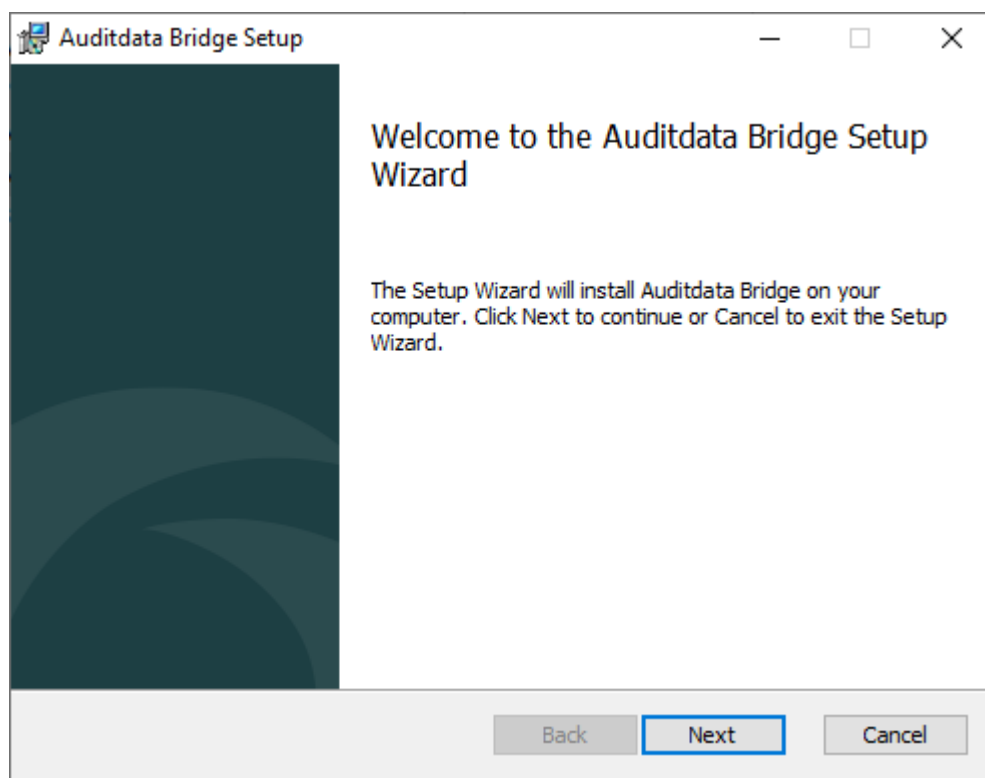 Auditdata Bridge Setup
Welcome to the Auditdata Bridge Setup
Wizard
The Setup Wizard will install Auditdata Bridge on your
computer. Click Next to continue or Cancel to exit the Setup
Wizard.
Back
Next
Cancel